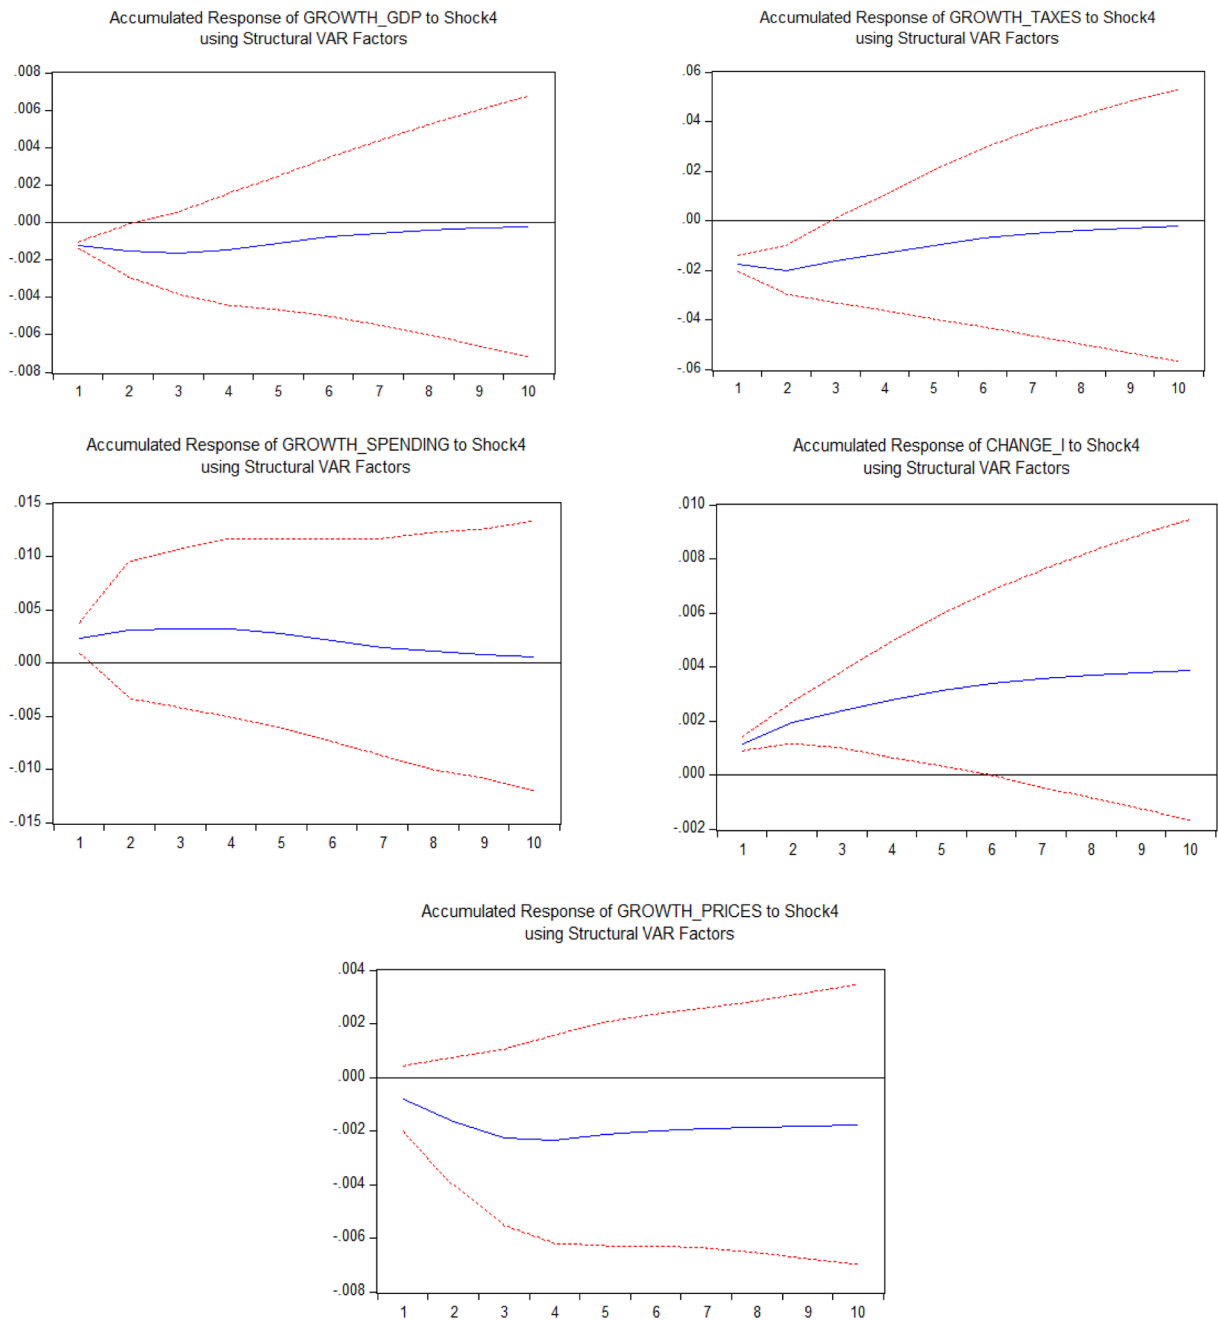 Accumulated Response of GROWTH_GDP to Shock4
using Structural VAR Factors
.008
.006
.004
.002
.000
-.002
-.004
-.006
-.008
1 2 3 4 5 6 7 8 9 10
Accumulated Response of GROWTH_TAXES to Shock4
using Structural VAR Factors
.06
.04
.02
.00
-.02
-.04
-.06
1 2 3 4 5 6 7 8 9 10
Accumulated Response of GROWTH_SPENDING to Shock4
using Structural VAR Factors
.015
.010
.005
.000
-.005
-.010
-.015
1 2 3 4 5 6 7 8 9 10
Accumulated Response of CHANGE_I to Shock4
using Structural VAR Factors
.010
.008
.006
.004
.002
.000
-.002
1 2 3 4 5 6 7 8 9 10
Accumulated Response of GROWTH_PRICES to Shock4
using Structural VAR Factors
.004
.002
.000
-.002
-.004
-.006
-.008
1 2 3 4 5 6 7 8 9 10